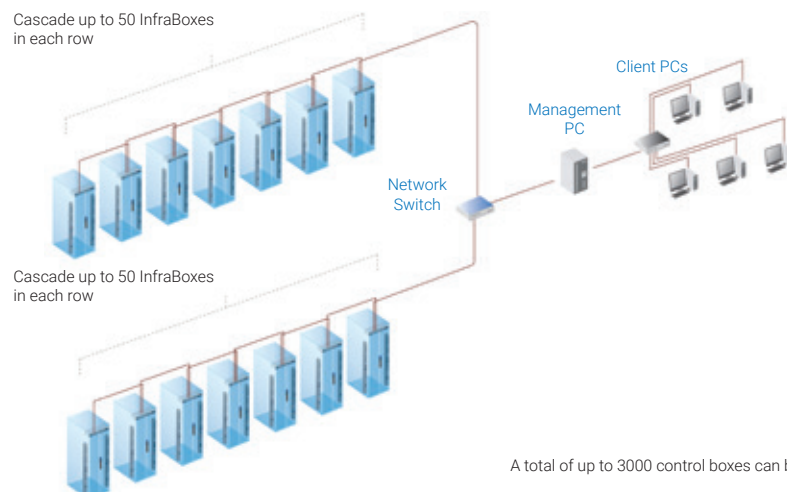 Cascade up to 50 InfraBoxes
in each row
Client PCs
Management
PC
Network
Switch
Cascade up to 50 InfraBoxes
in each row
A total of up to 3000 control boxes can